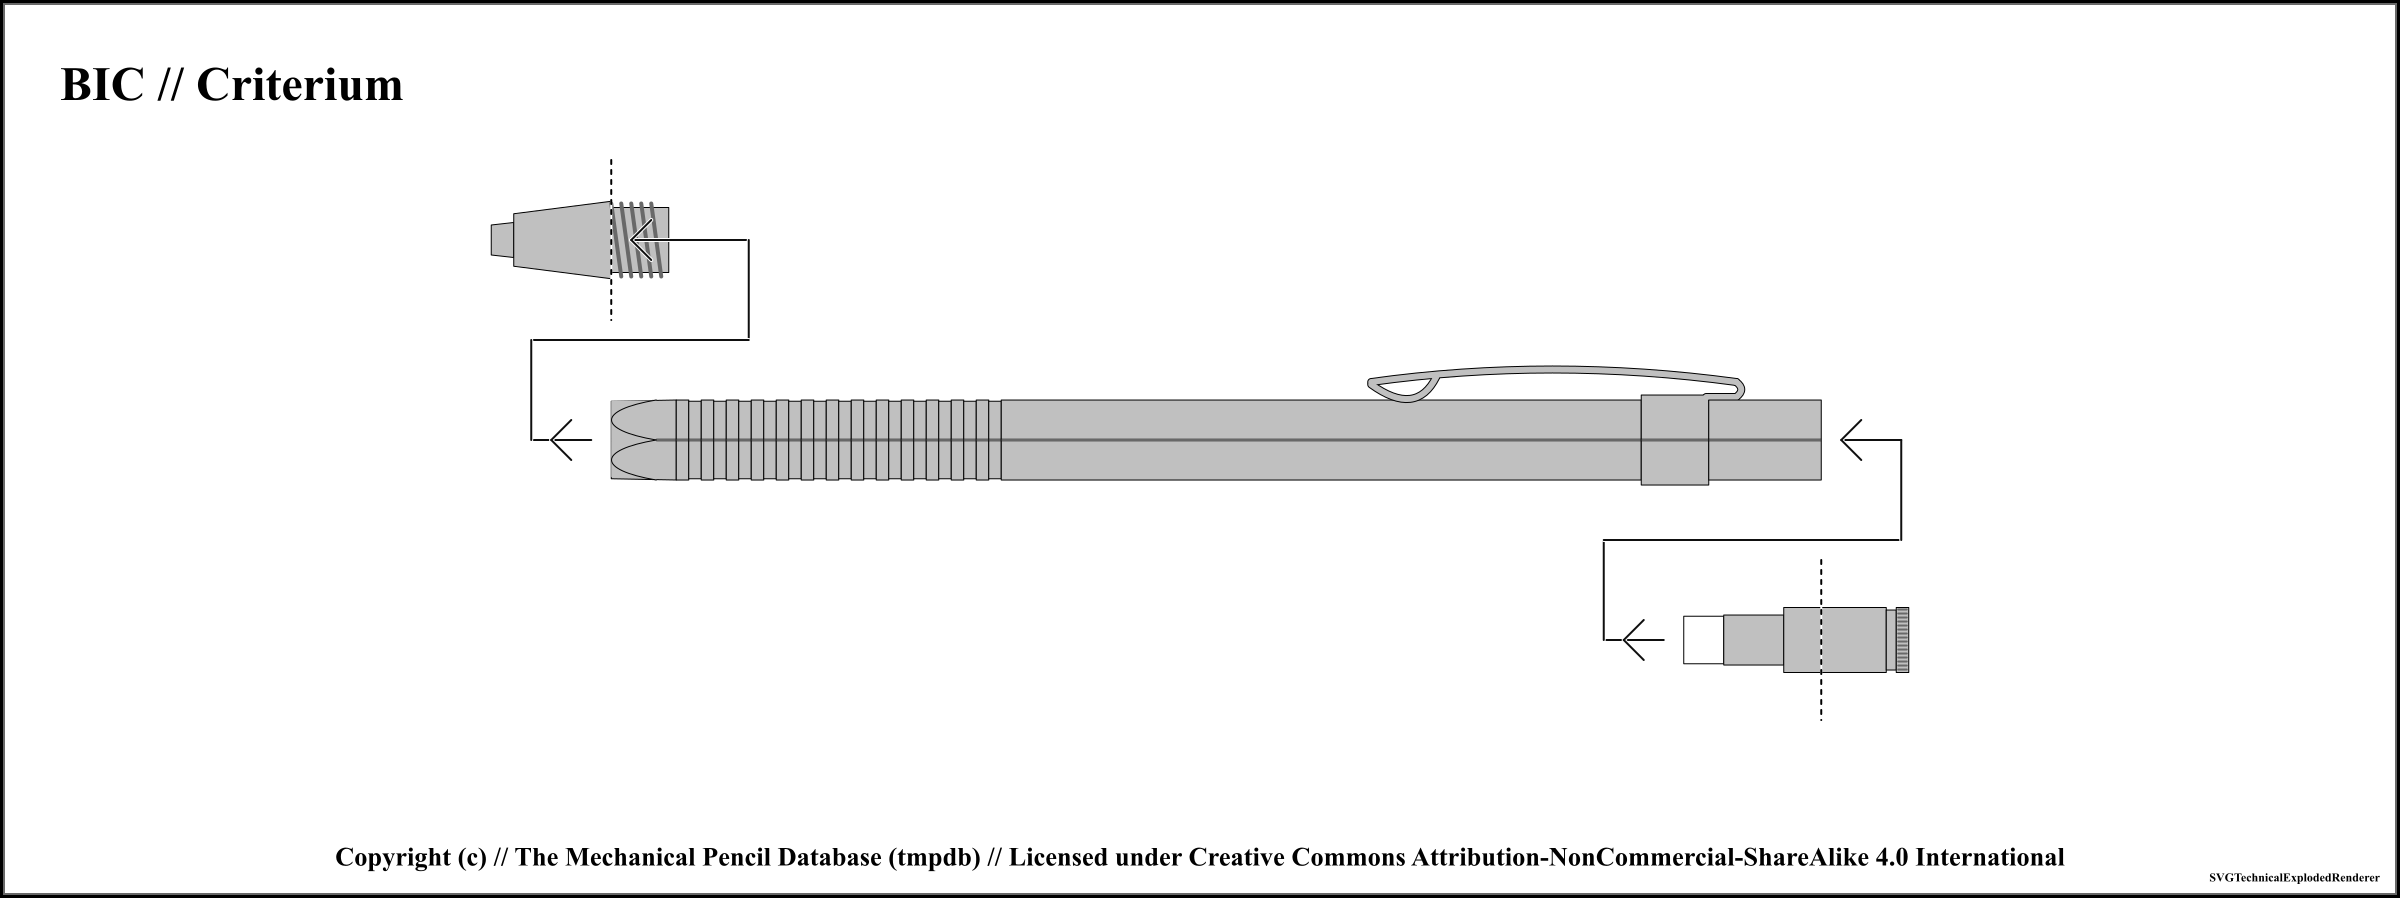 BIC // Criterium
Copyright (c) // The Mechanical Pencil Database (tmpdb) // Licensed under Creative Commons Attribution-NonCommercial-ShareAlike 4.0 International
SVGTechnicalExplodedRenderer